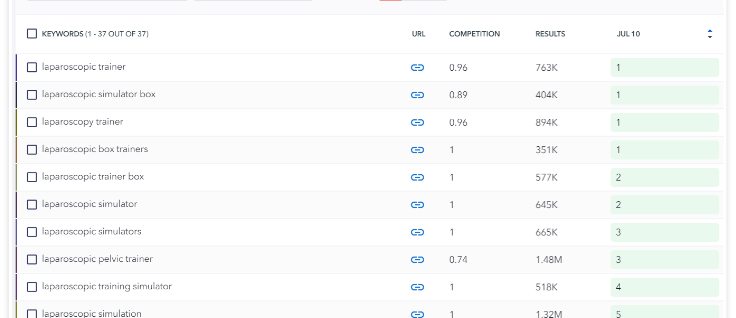 KEYWORDS (1 - 37 OUT OF 37) URL COMPETITION RESULTS JUL 10
laparoscopic trainer 0.96 763K 1
laparoscopic simulator box 0.89 404K 1
laparoscopy trainer 0.96 894K 1
laparoscopic box trainers 1 351K 1
laparoscopic trainer box 1 577K 2
laparoscopic simulator 1 645K 2
laparoscopic simulators 1 665K 3
laparoscopic pelvic trainer 0.74 1.48M 3
laparoscopic training simulator 1 518K 4
laparoscopic simulation 1 1.32M 5